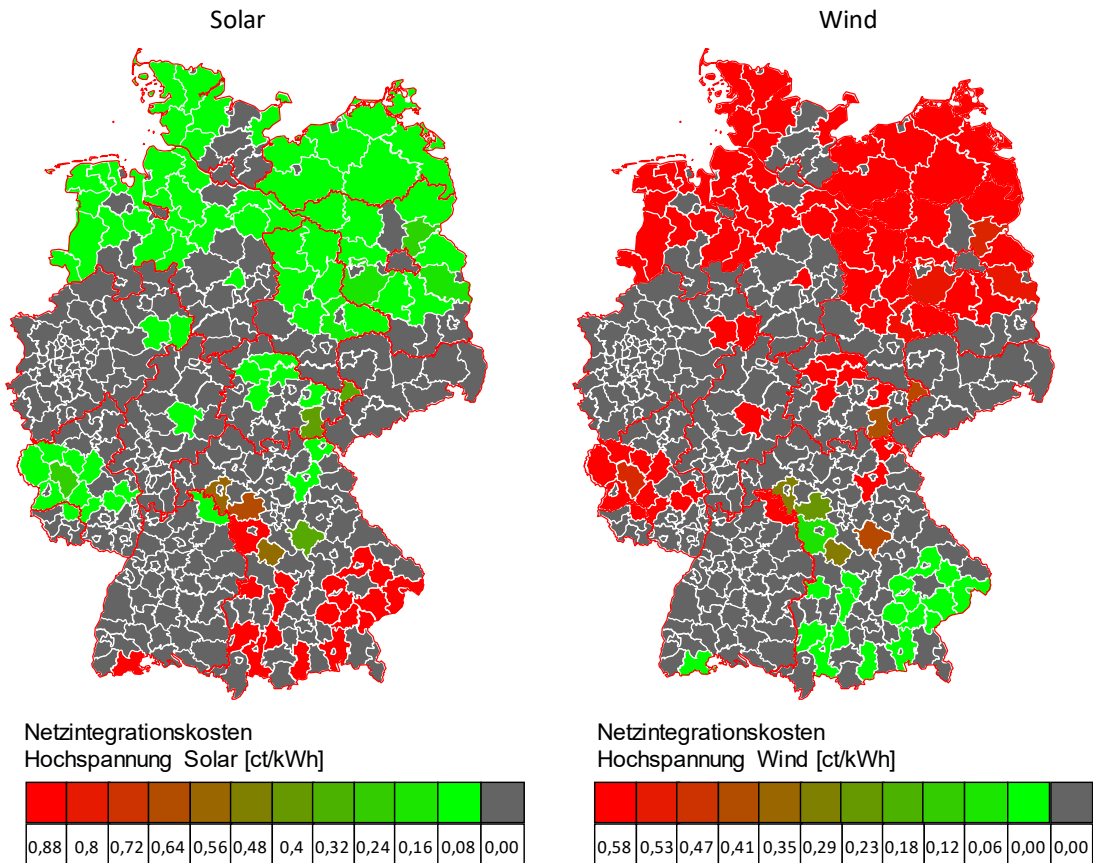 Solar
Wind
Netzintegrationskosten
Hochspannung Solar [ct/kWh]
0,88 0,8 0,72 0,64 0,56 0,48 0,4 0,32 0,24 0,16 0,08 0,00
Netzintegrationskosten
Hochspannung Wind [ct/kWh]
0,58 0,53 0,47 0,41 0,35 0,29 0,23 0,18 0,12 0,06 0,00 0,00